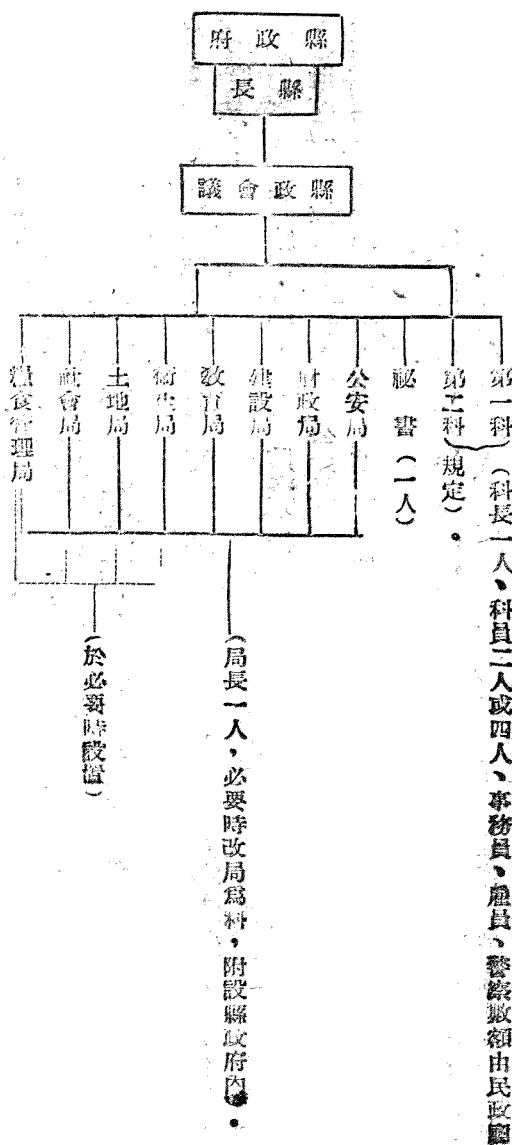 縣政府
縣長
縣政會議
第一科
第二科
(科長一人、科員二人或四人、事務員、雇員、警察數額由民政廳
規定)。
祕書(一人)
公安局
財政局
建設局
教育局
衛生局
土地局
社會局
糧食管理局
(局長一人,必要時改局爲科,附設縣政府內。
(於必要時設置)